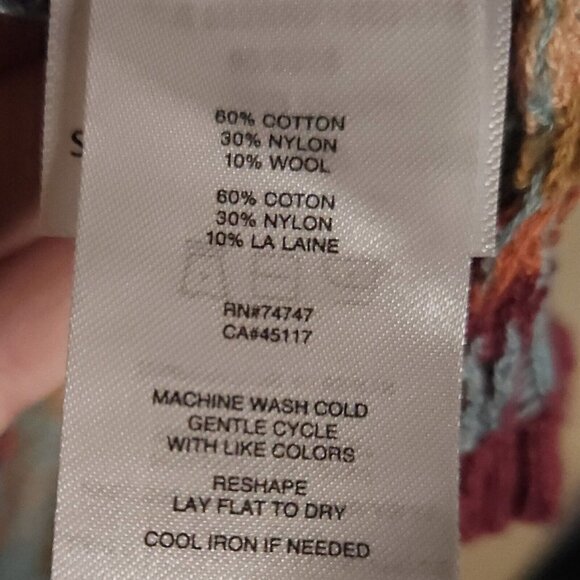 60% COTTON
30% NYLON
10% WOOL
60% COTON
30% NYLON
10% LA LAINE
RN#74747
CA#45117
MACHINE WASH COLD
GENTLE CYCLE
WITH LIKE COLORS
RESHAPE
LAY FLAT TO DRY
COOL IRON IF NEEDED